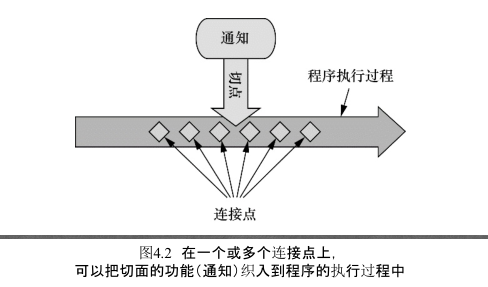 通知
切点
程序执行过程
连接点
图4.2 在一个或多个连接点上，
可以把切面的功能（通知）织入到程序的执行过程中